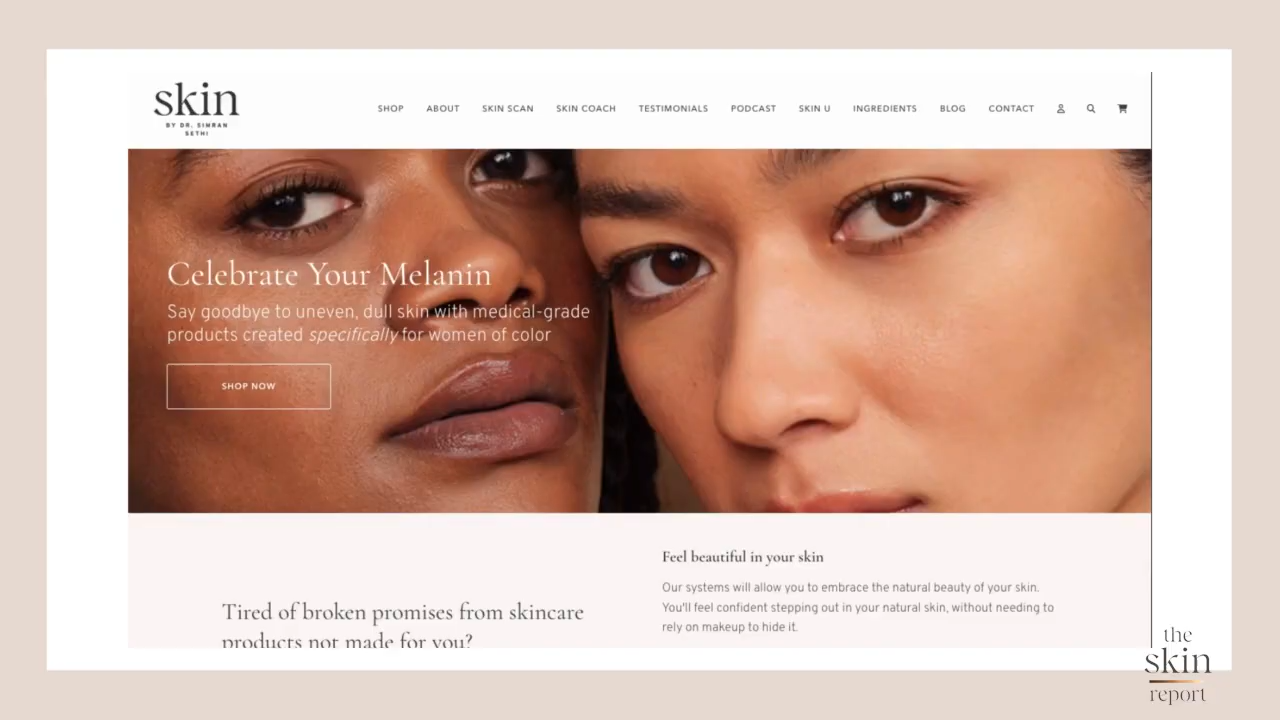 skin
BY DR. SIMRAN
SETHI
SHOP ABOUT SKIN SCAN SKIN COACH TESTIMONIALS PODCAST SKIN U INGREDIENTS BLOG CONTACT
Celebrate Your Melanin
Say goodbye to uneven, dull skin with medical-grade
products created specifically for women of color
SHOP NOW
Tired of broken promises from skincare
products not made for you?
Feel beautiful in your skin
Our systems will allow you to embrace the natural beauty of your skin.
You'll feel confident stepping out in your natural skin, without needing to
rely on makeup to hide it.
the
skin
report